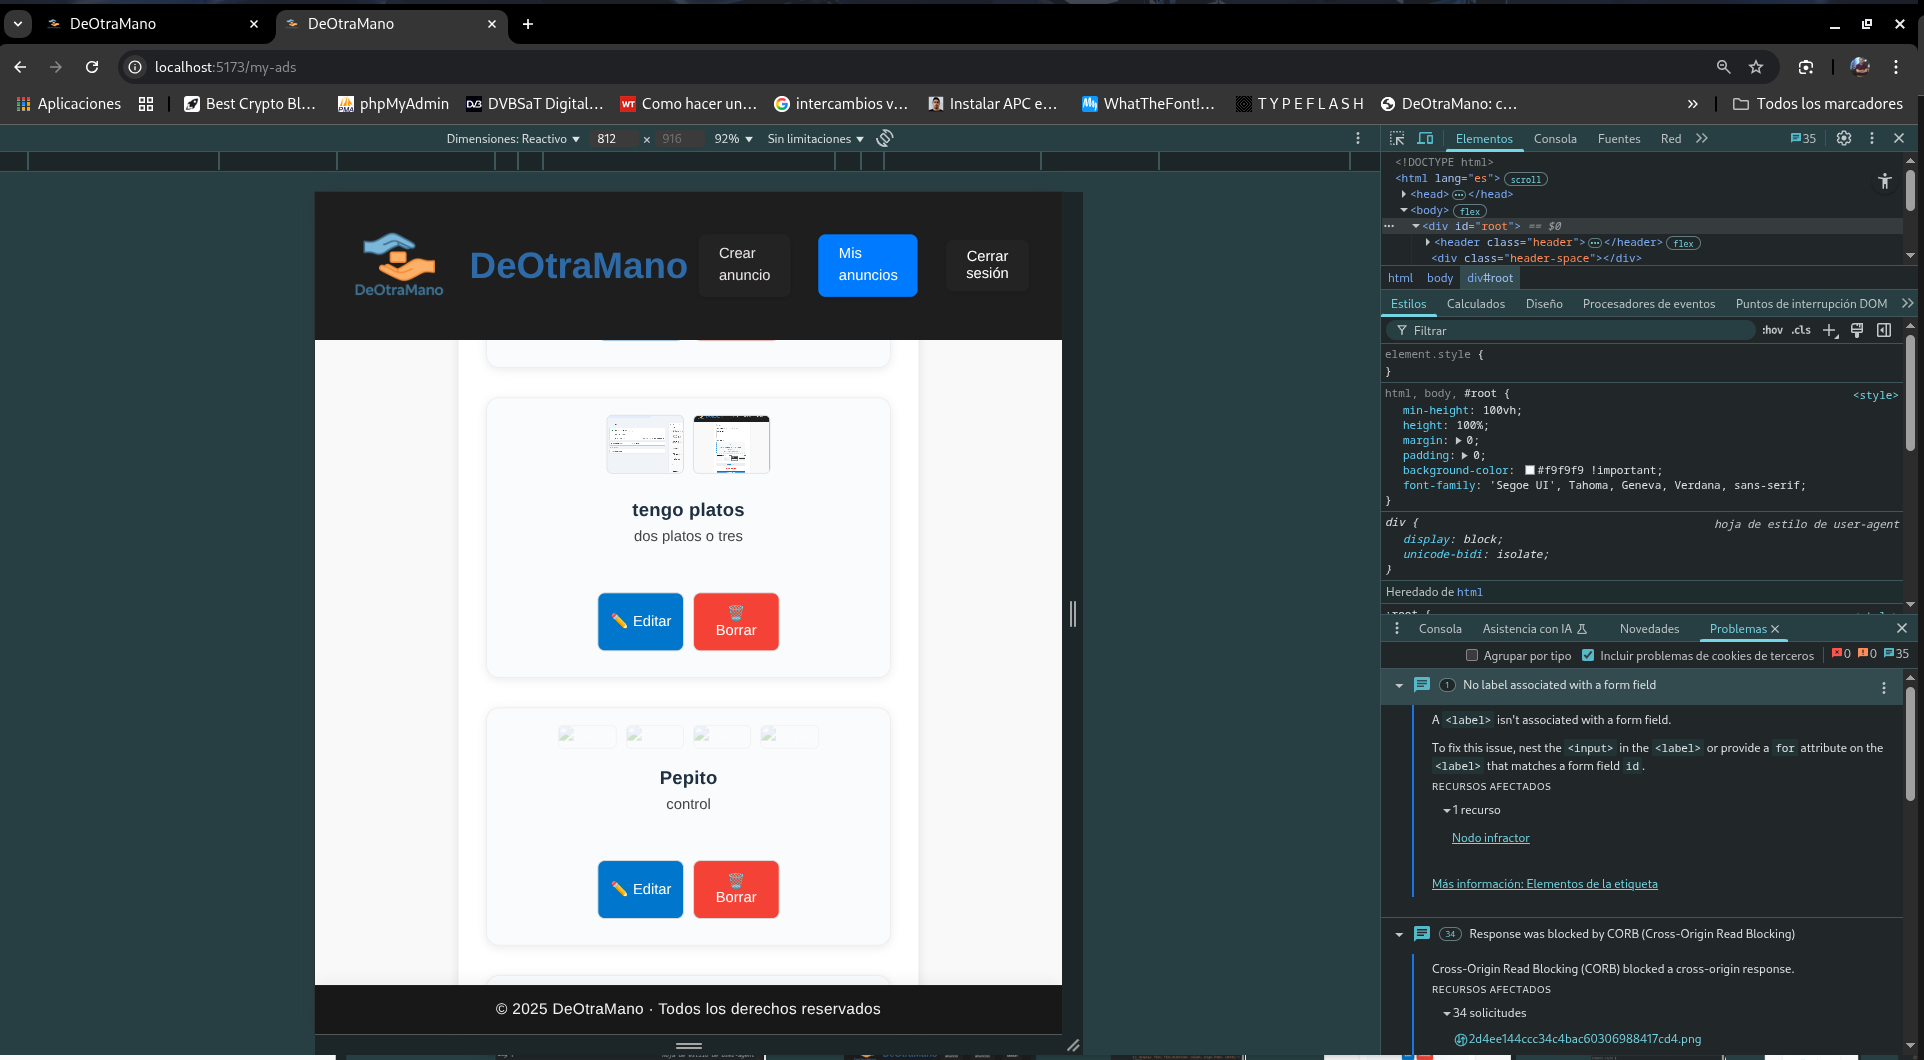 DeOtraMano
DeOtraMano
localhost:5173/my-ads
Aplicaciones
Best Crypto Bl...
phpMyAdmin
DVBSaT Digital...
Como hacer un...
intercambios v...
Instalar APC e...
WhatTheFont!...
T Y P E F L A S H
DeOtraMano: c...
Todos los marcadores
Dimensiones: Reactivo
812
x
916
92%
Sin limitaciones
Elementos
Consola
Fuentes
Red
35
<!DOCTYPE html>
<html lang="es"> scroll
<head> </head>
<body> flex
<div id="root"> == $0
<header class="header"> </header> flex
<div class="header-space"></div>
html body div#root
Estilos Calculados Diseño Procesadores de eventos Puntos de interrupción DOM
Filtrar
:hov .cls
element.style {
}
html, body, #root {
<style>
min-height: 100vh;
height: 100%;
margin: 0;
padding: 0;
background-color: #f9f9f9 !important;
font-family: 'Segoe UI', Tahoma, Geneva, Verdana, sans-serif;
}
div {
hoja de estilo de user-agent
display: block;
unicode-bidi: isolate;
}
Heredado de html
Consola Asistencia con IA Novedades Problemas
Agrupar por tipo Incluir problemas de cookies de terceros 0 0 35
1 No label associated with a form field
A <label> isn't associated with a form field.
To fix this issue, nest the <input> in the <label> or provide a for attribute on the
<label> that matches a form field id.
RECURSOS AFECTADOS
1 recurso
Nodo infractor
Más información: Elementos de la etiqueta
34 Response was blocked by CORB (Cross-Origin Read Blocking)
Cross-Origin Read Blocking (CORB) blocked a cross-origin response.
RECURSOS AFECTADOS
34 solicitudes
2d4ee144ccc34c4bac60306988417cd4.png
DeOtraMano
DeOtraMano
Crear
anuncio
Mis
anuncios
Cerrar
sesión
tengo platos
dos platos o tres
✏️ Editar
🗑️
Borrar
Pepito
control
✏️ Editar
🗑️
Borrar
© 2025 DeOtraMano · Todos los derechos reservados